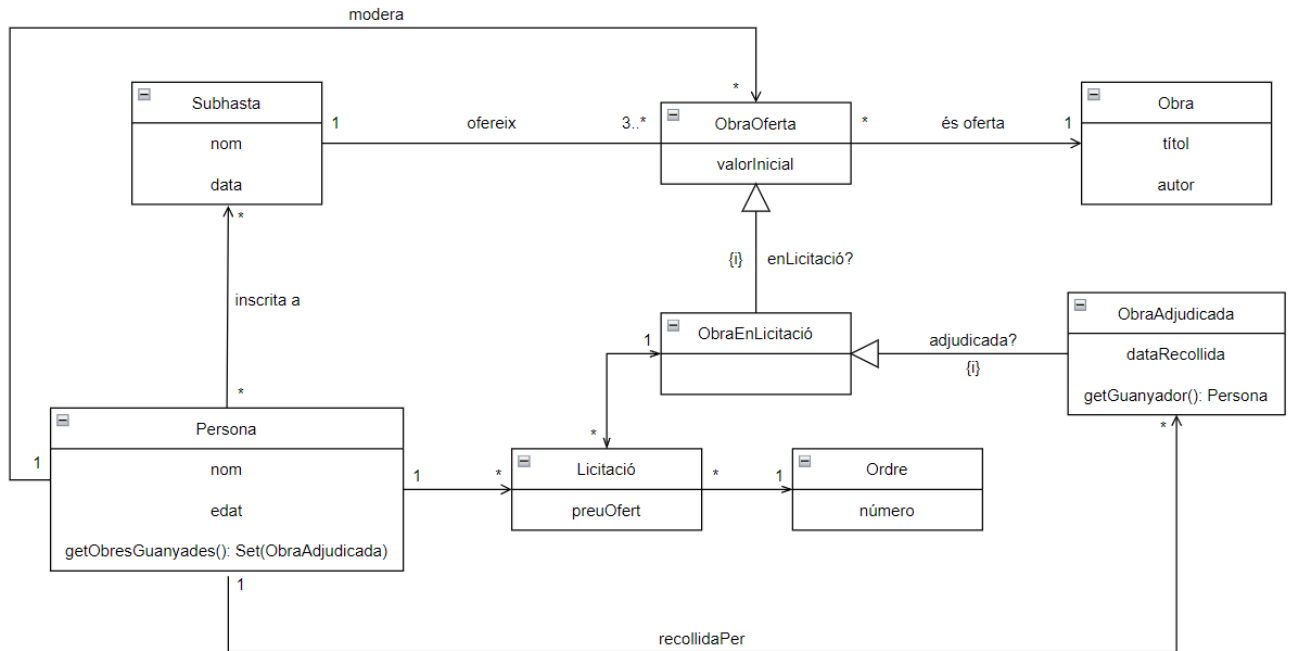 modera
*
Subhasta
nom
data
1
ofereix
3..*
ObraOferta
valorInicial
*
és oferta
1
Obra
títol
autor
*
inscrita a
*
{i}
enLicitació?
1
ObraEnLicitació
adjudicada?
{i}
ObraAdjudicada
dataRecollida
getGuanyador(): Persona
*
1
Persona
nom
edat
getObresGuanyades(): Set(ObraAdjudicada)
1
1
*
*
Licitació
preuOfert
*
1
Ordre
número
recollidaPer